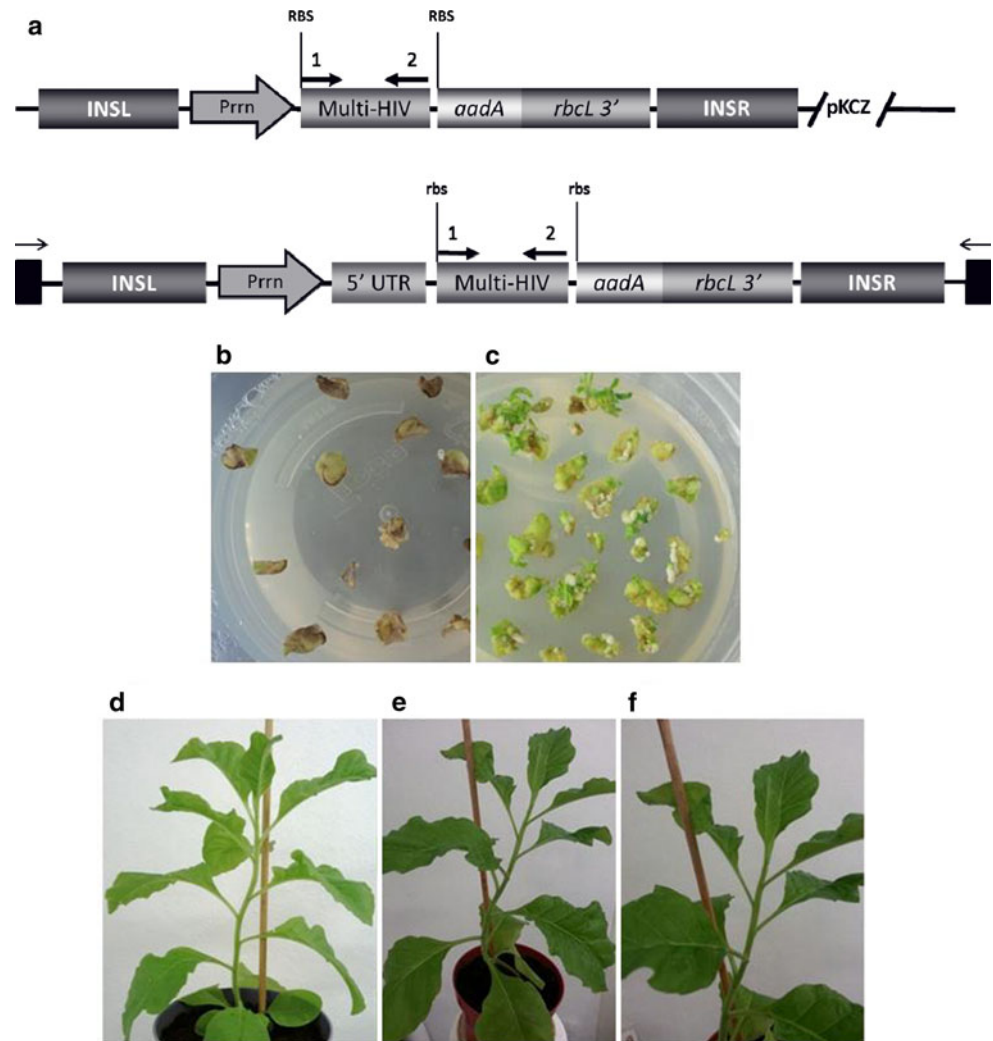 a
RBS RBS
1 2
INSL Prrn Multi-HIV aadA rbcL 3' INSR pKCZ
rbs rbs
1 2
INSL Prrn 5' UTR Multi-HIV aadA rbcL 3' INSR
b c
d e f